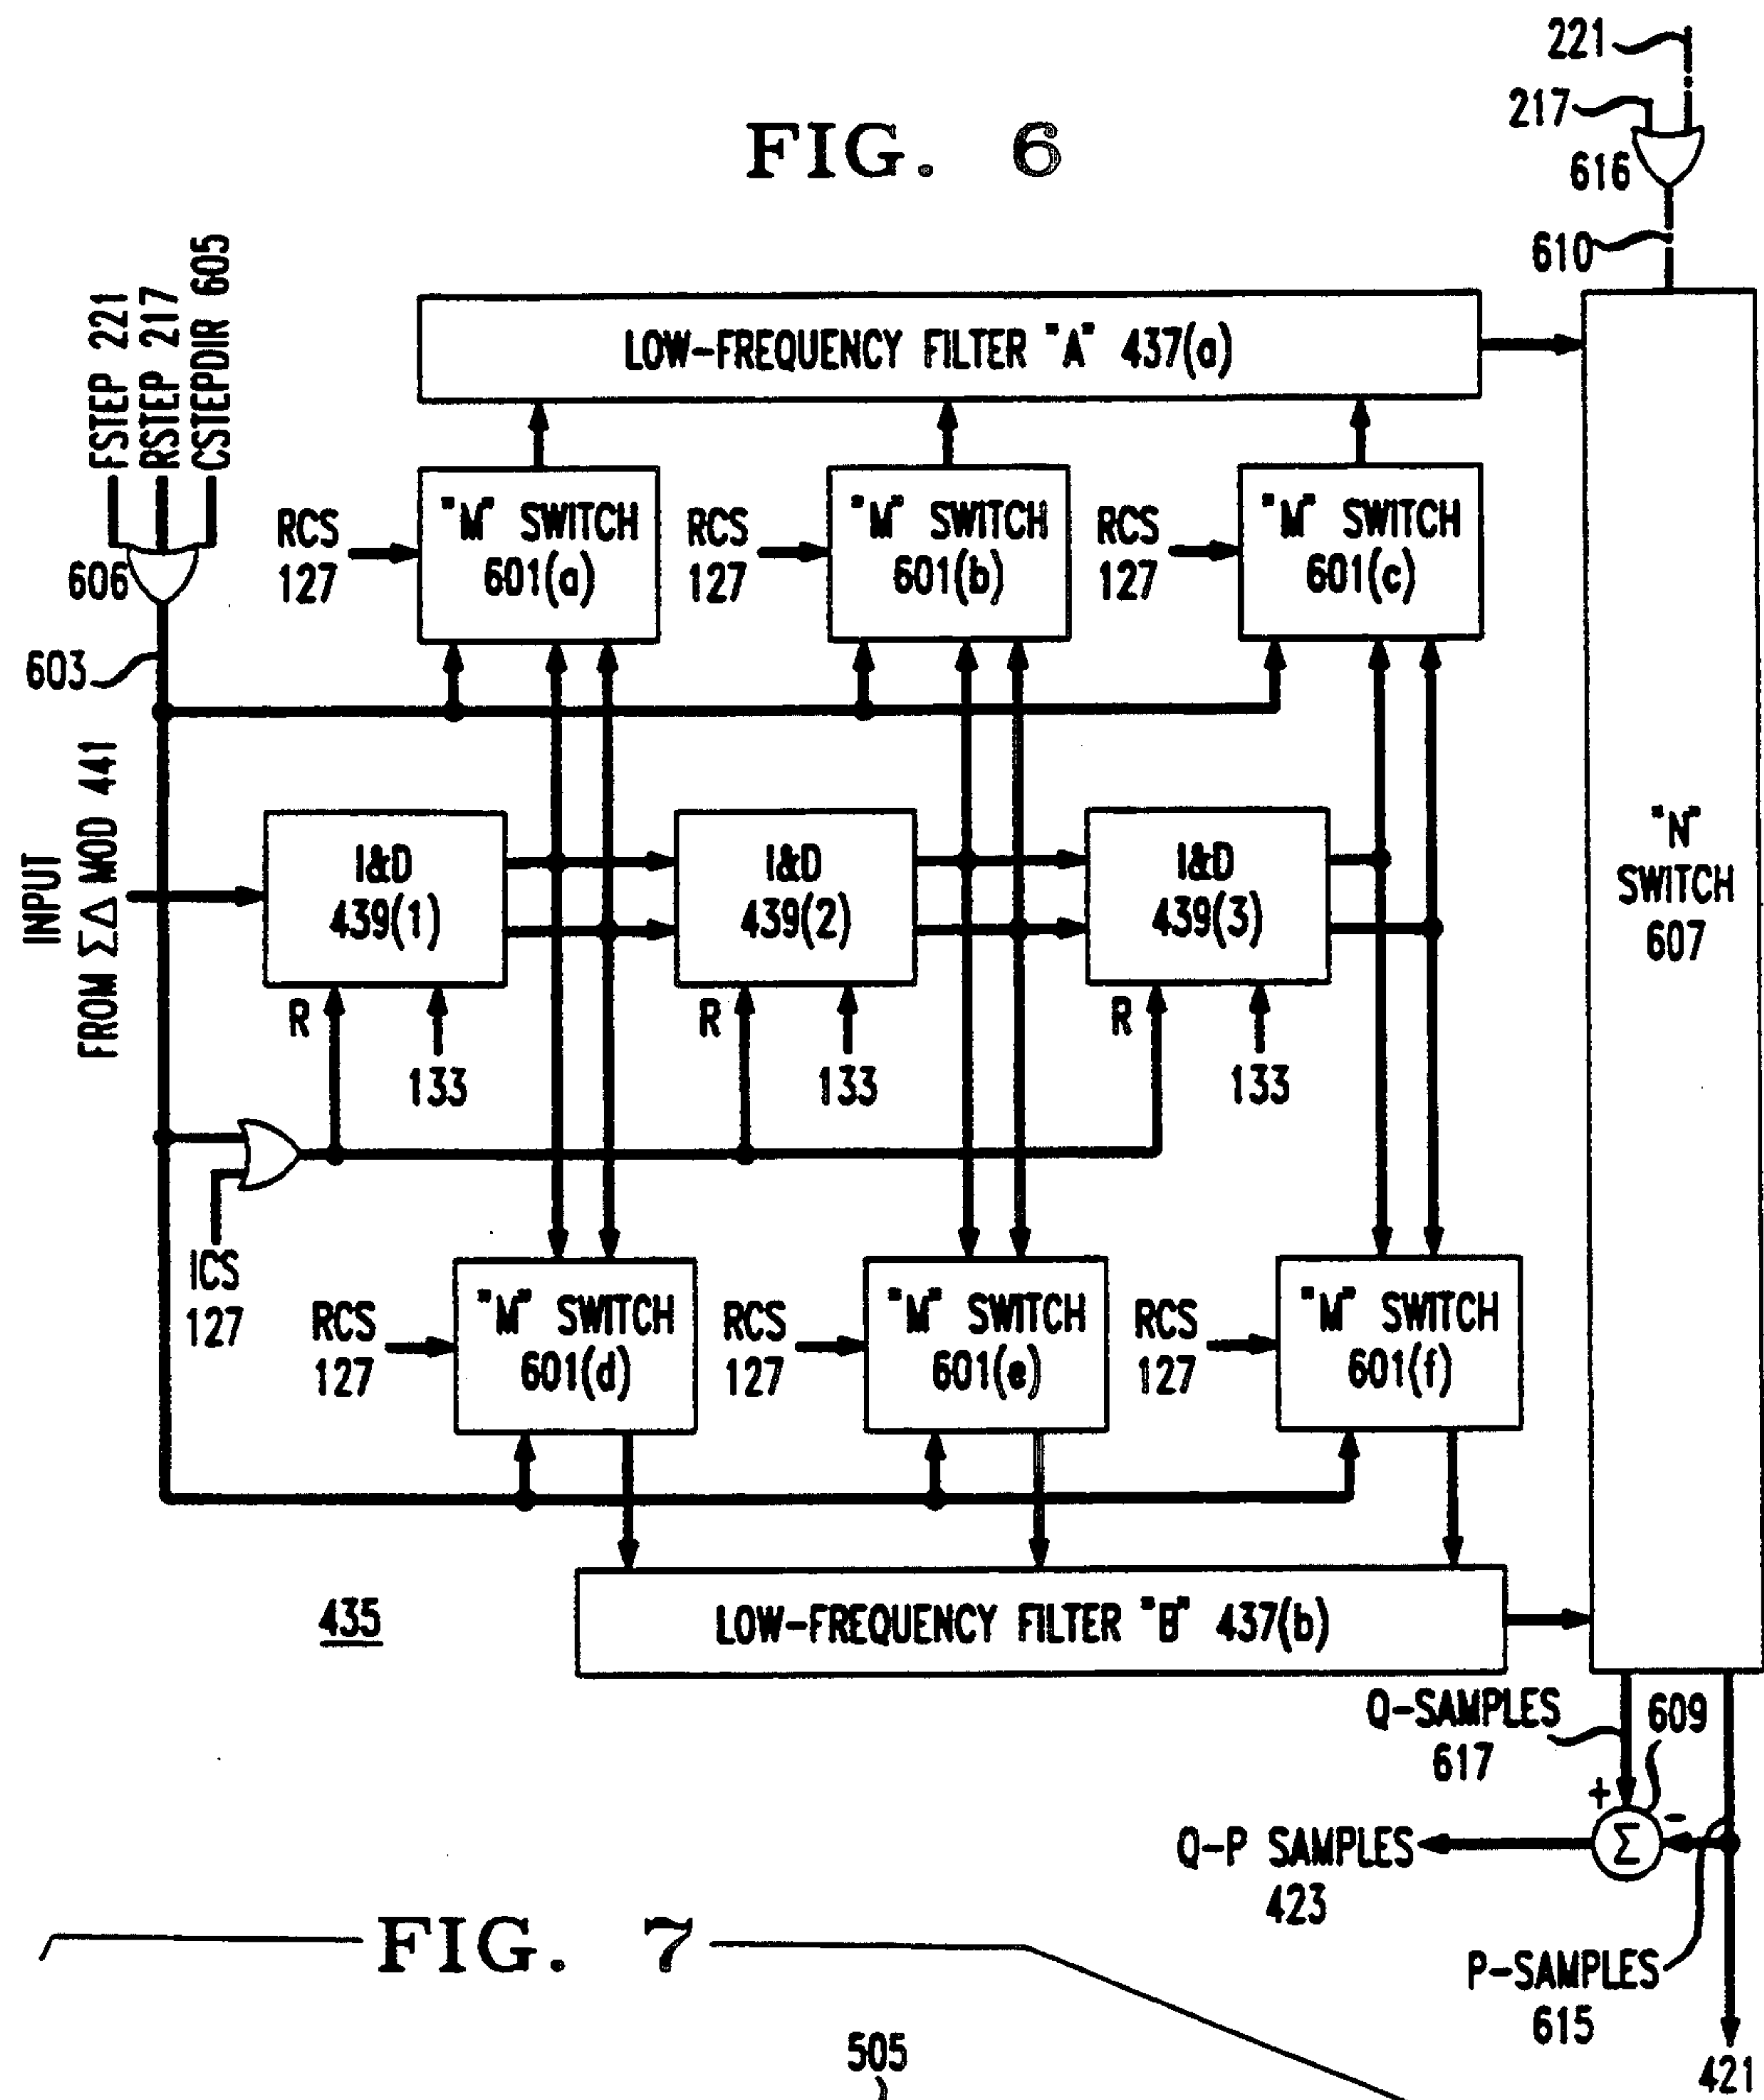 FIG. 6
221
217
616
610
FSTEP 221
RSTEP 217
CSTEPDIR 605
606
603
LOW-FREQUENCY FILTER "A" 437(a)
RCS
127
"M" SWITCH
601(a)
RCS
127
"M" SWITCH
601(b)
RCS
127
"M" SWITCH
601(c)
INPUT
FROM ΣΔ MOD 441
I&D
439(1)
I&D
439(2)
I&D
439(3)
"N"
SWITCH
607
R
133
R
133
R
133
ICS
127
RCS
127
"M" SWITCH
601(d)
RCS
127
"M" SWITCH
601(e)
RCS
127
"M" SWITCH
601(f)
435
LOW-FREQUENCY FILTER "B" 437(b)
Q-SAMPLES
617
609
+
-
Σ
Q-P SAMPLES
423
P-SAMPLES
615
421
FIG. 7
505